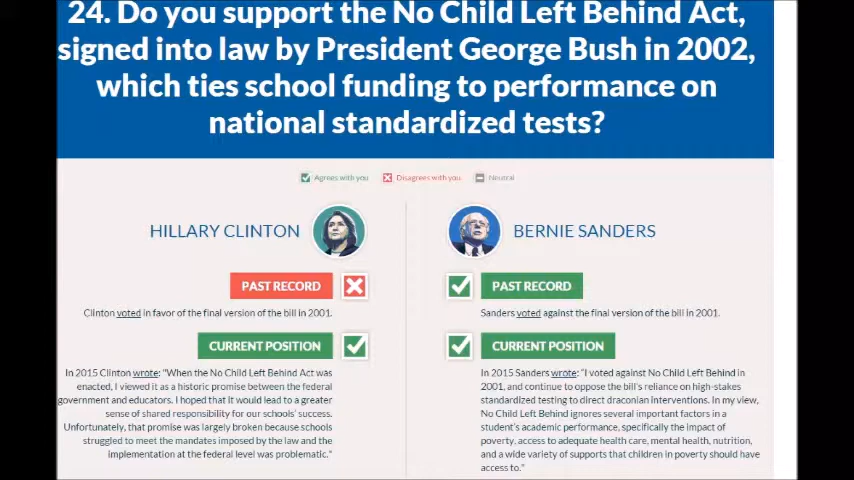 24. Do you support the No Child Left Behind Act,
signed into law by President George Bush in 2002,
which ties school funding to performance on
national standardized tests?
Agrees with you
Disagrees with you
Neutral
HILLARY CLINTON
PAST RECORD
Clinton voted in favor of the final version of the bill in 2001.
CURRENT POSITION
In 2015 Clinton wrote: "When the No Child Left Behind Act was
enacted, I viewed it as a historic promise between the federal
government and educators. I hoped that it would lead to a greater
sense of shared responsibility for our schools' success.
Unfortunately, that promise was largely broken because schools
struggled to meet the mandates imposed by the law and the
implementation at the federal level was problematic."
BERNIE SANDERS
PAST RECORD
Sanders voted against the final version of the bill in 2001.
CURRENT POSITION
In 2015 Sanders wrote: "I voted against No Child Left Behind in
2001, and continue to oppose the bill's reliance on high-stakes
standardized testing to direct draconian interventions. In my view,
No Child Left Behind ignores several important factors in a
student's academic performance, specifically the impact of
poverty, access to adequate health care, mental health, nutrition,
and a wide variety of supports that children in poverty should have
access to."